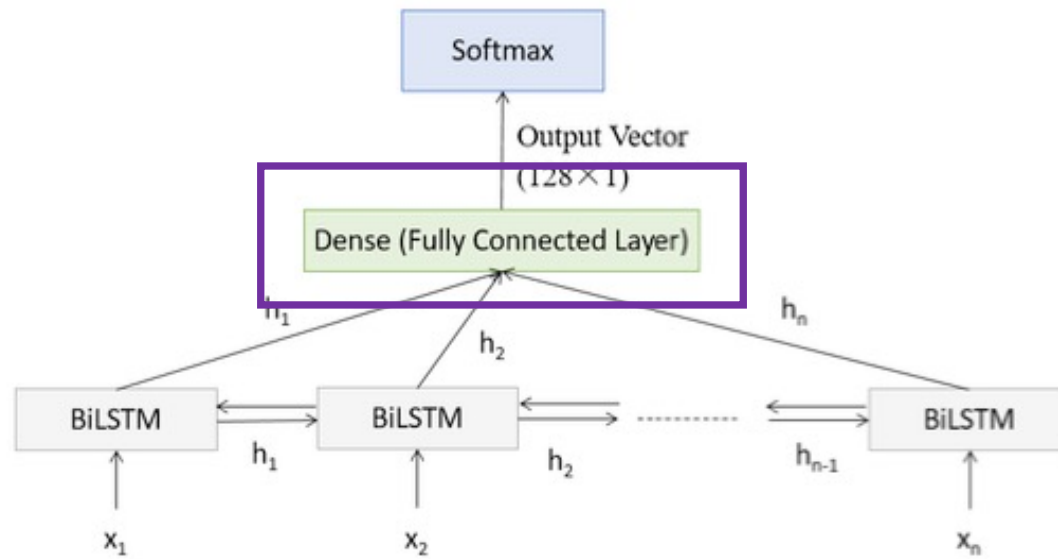 Softmax
Output Vector
(128×1)
Dense (Fully Connected Layer)
h₁
h₂
hₙ
BiLSTM
BiLSTM
---------
BiLSTM
h₁
h₂
hₙ₋₁
x₁
x₂
xₙ